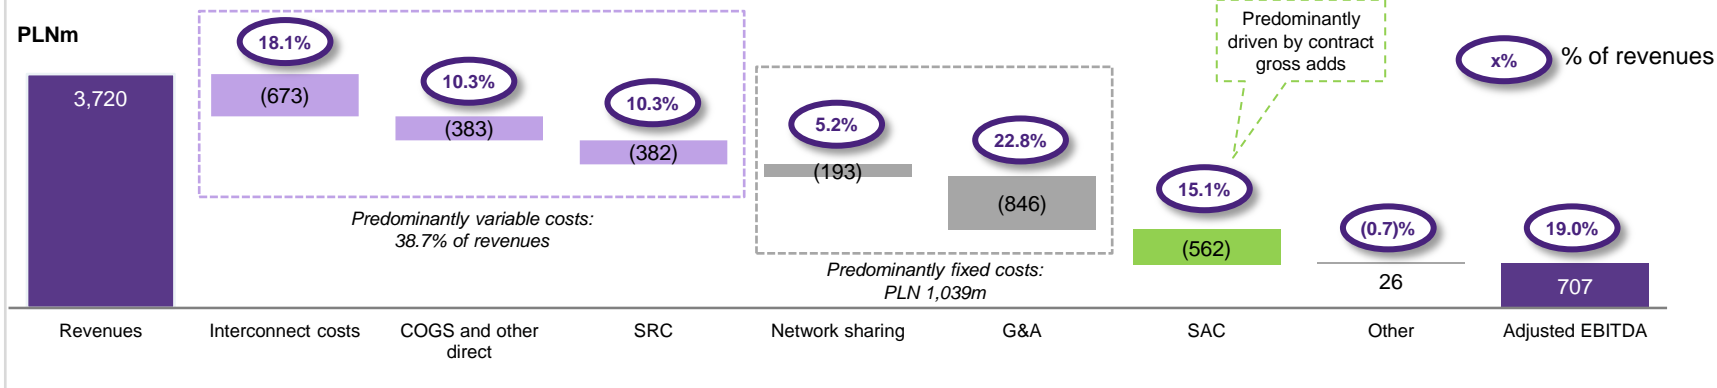 PLNm
3,720
18.1%
(673)
10.3%
(383)
10.3%
(382)
Predominantly variable costs:
38.7% of revenues
5.2%
(193)
22.8%
(846)
Predominantly fixed costs:
PLN 1,039m
Predominantly
driven by contract
gross adds
15.1%
(562)
(0.7)%
26
19.0%
707
x%
% of revenues
Revenues
Interconnect costs
COGS and other
direct
SRC
Network sharing
G&A
SAC
Other
Adjusted EBITDA